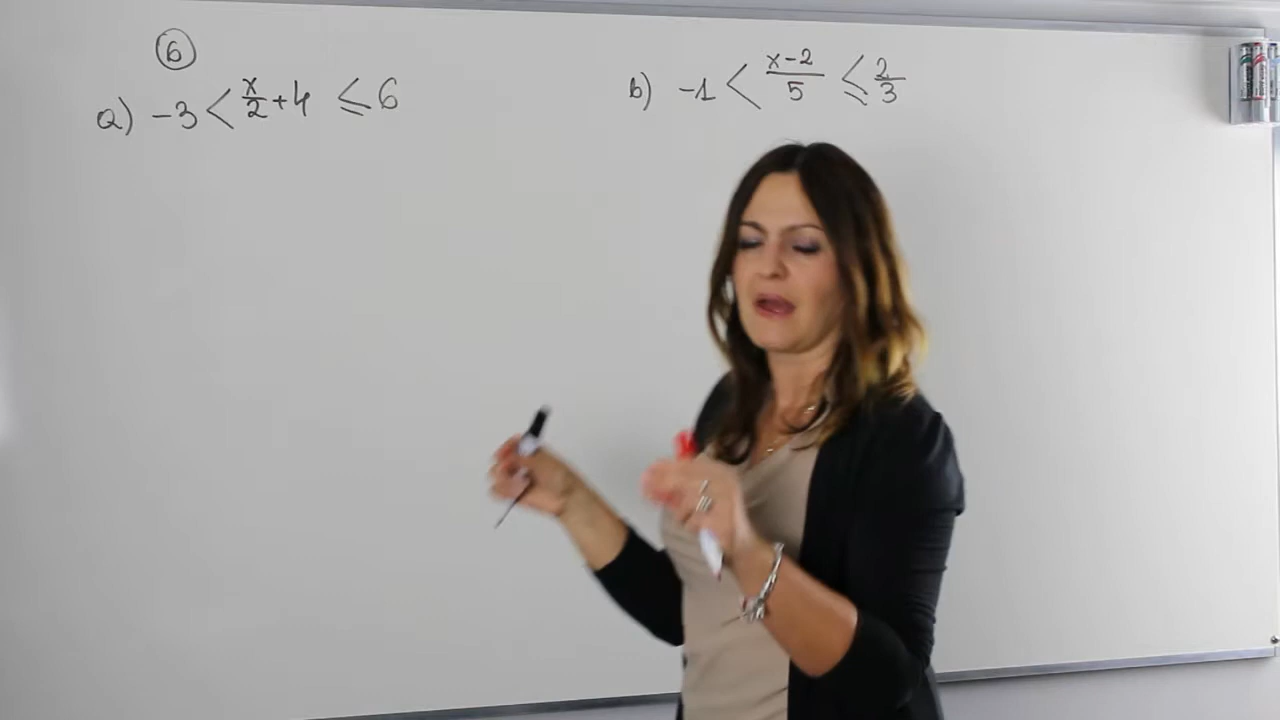 6
a) -3 < x/2 + 4 ≤ 6
b) -1 < (x-2)/5 ≤ 2/3